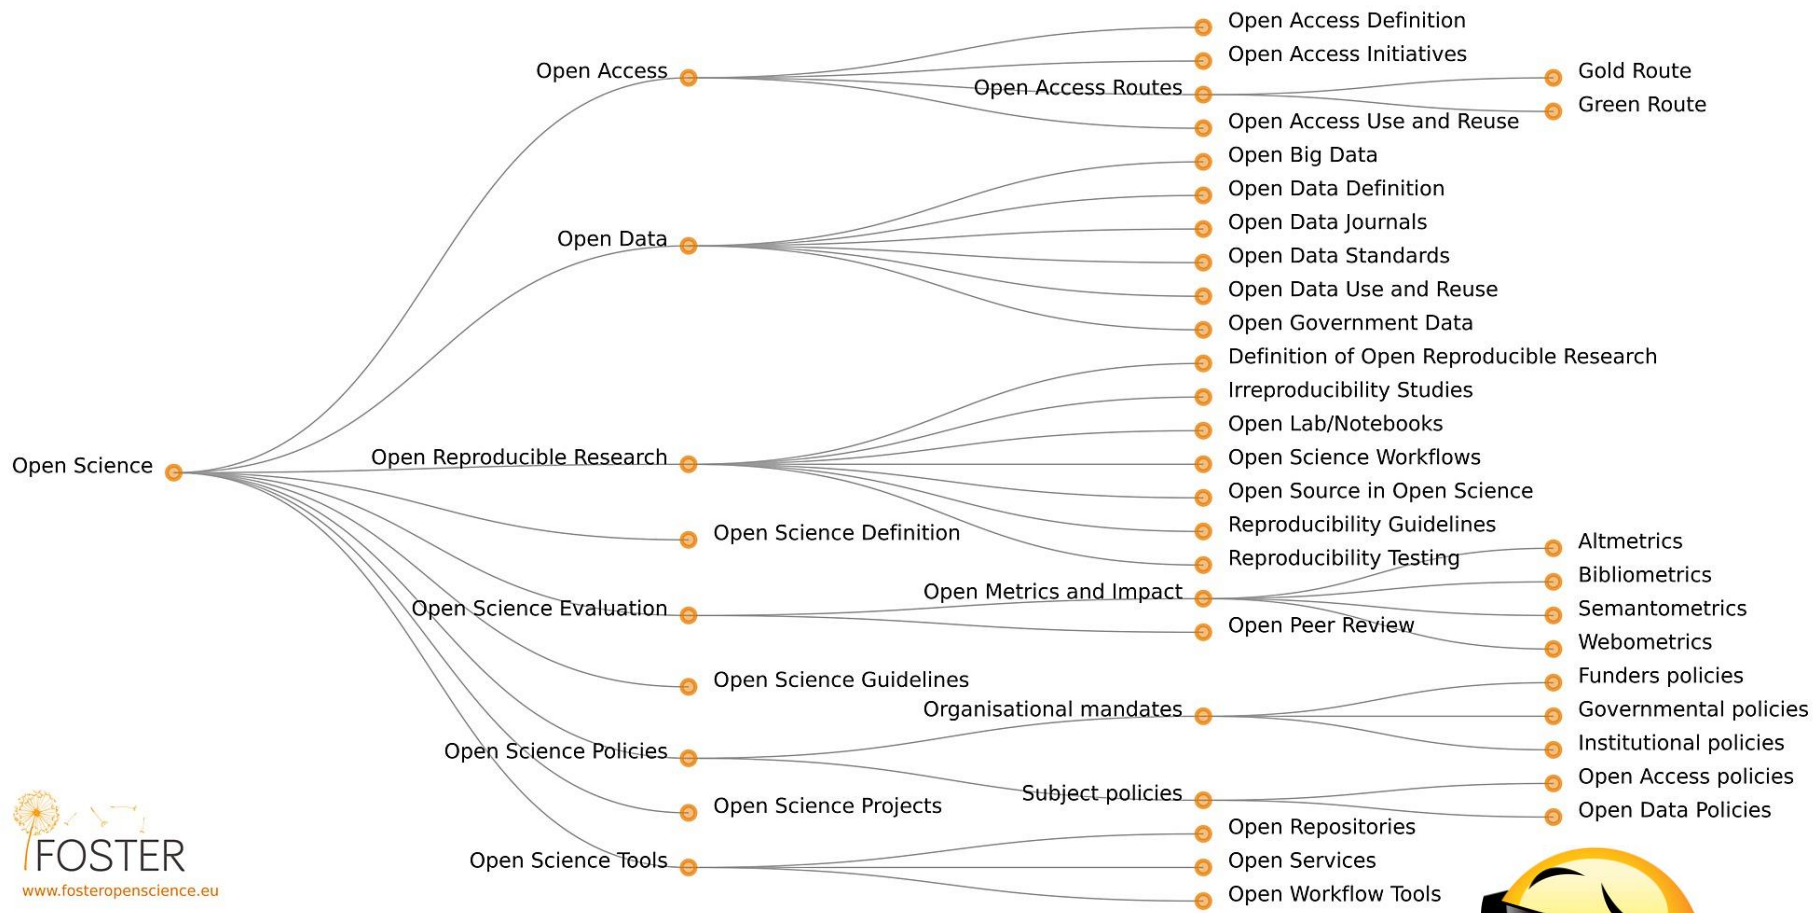 Open Science
Open Access
Open Access Definition
Open Access Initiatives
Open Access Routes
Gold Route
Green Route
Open Access Use and Reuse
Open Data
Open Big Data
Open Data Definition
Open Data Journals
Open Data Standards
Open Data Use and Reuse
Open Government Data
Open Reproducible Research
Definition of Open Reproducible Research
Irreproducibility Studies
Open Lab/Notebooks
Open Science Workflows
Open Source in Open Science
Reproducibility Guidelines
Reproducibility Testing
Open Science Definition
Open Science Evaluation
Open Metrics and Impact
Altmetrics
Bibliometrics
Semantometrics
Webometrics
Open Peer Review
Open Science Guidelines
Open Science Policies
Organisational mandates
Funders policies
Governmental policies
Institutional policies
Subject policies
Open Access policies
Open Data Policies
Open Science Projects
Open Science Tools
Open Repositories
Open Services
Open Workflow Tools
FOSTER
www.fosteropenscience.eu